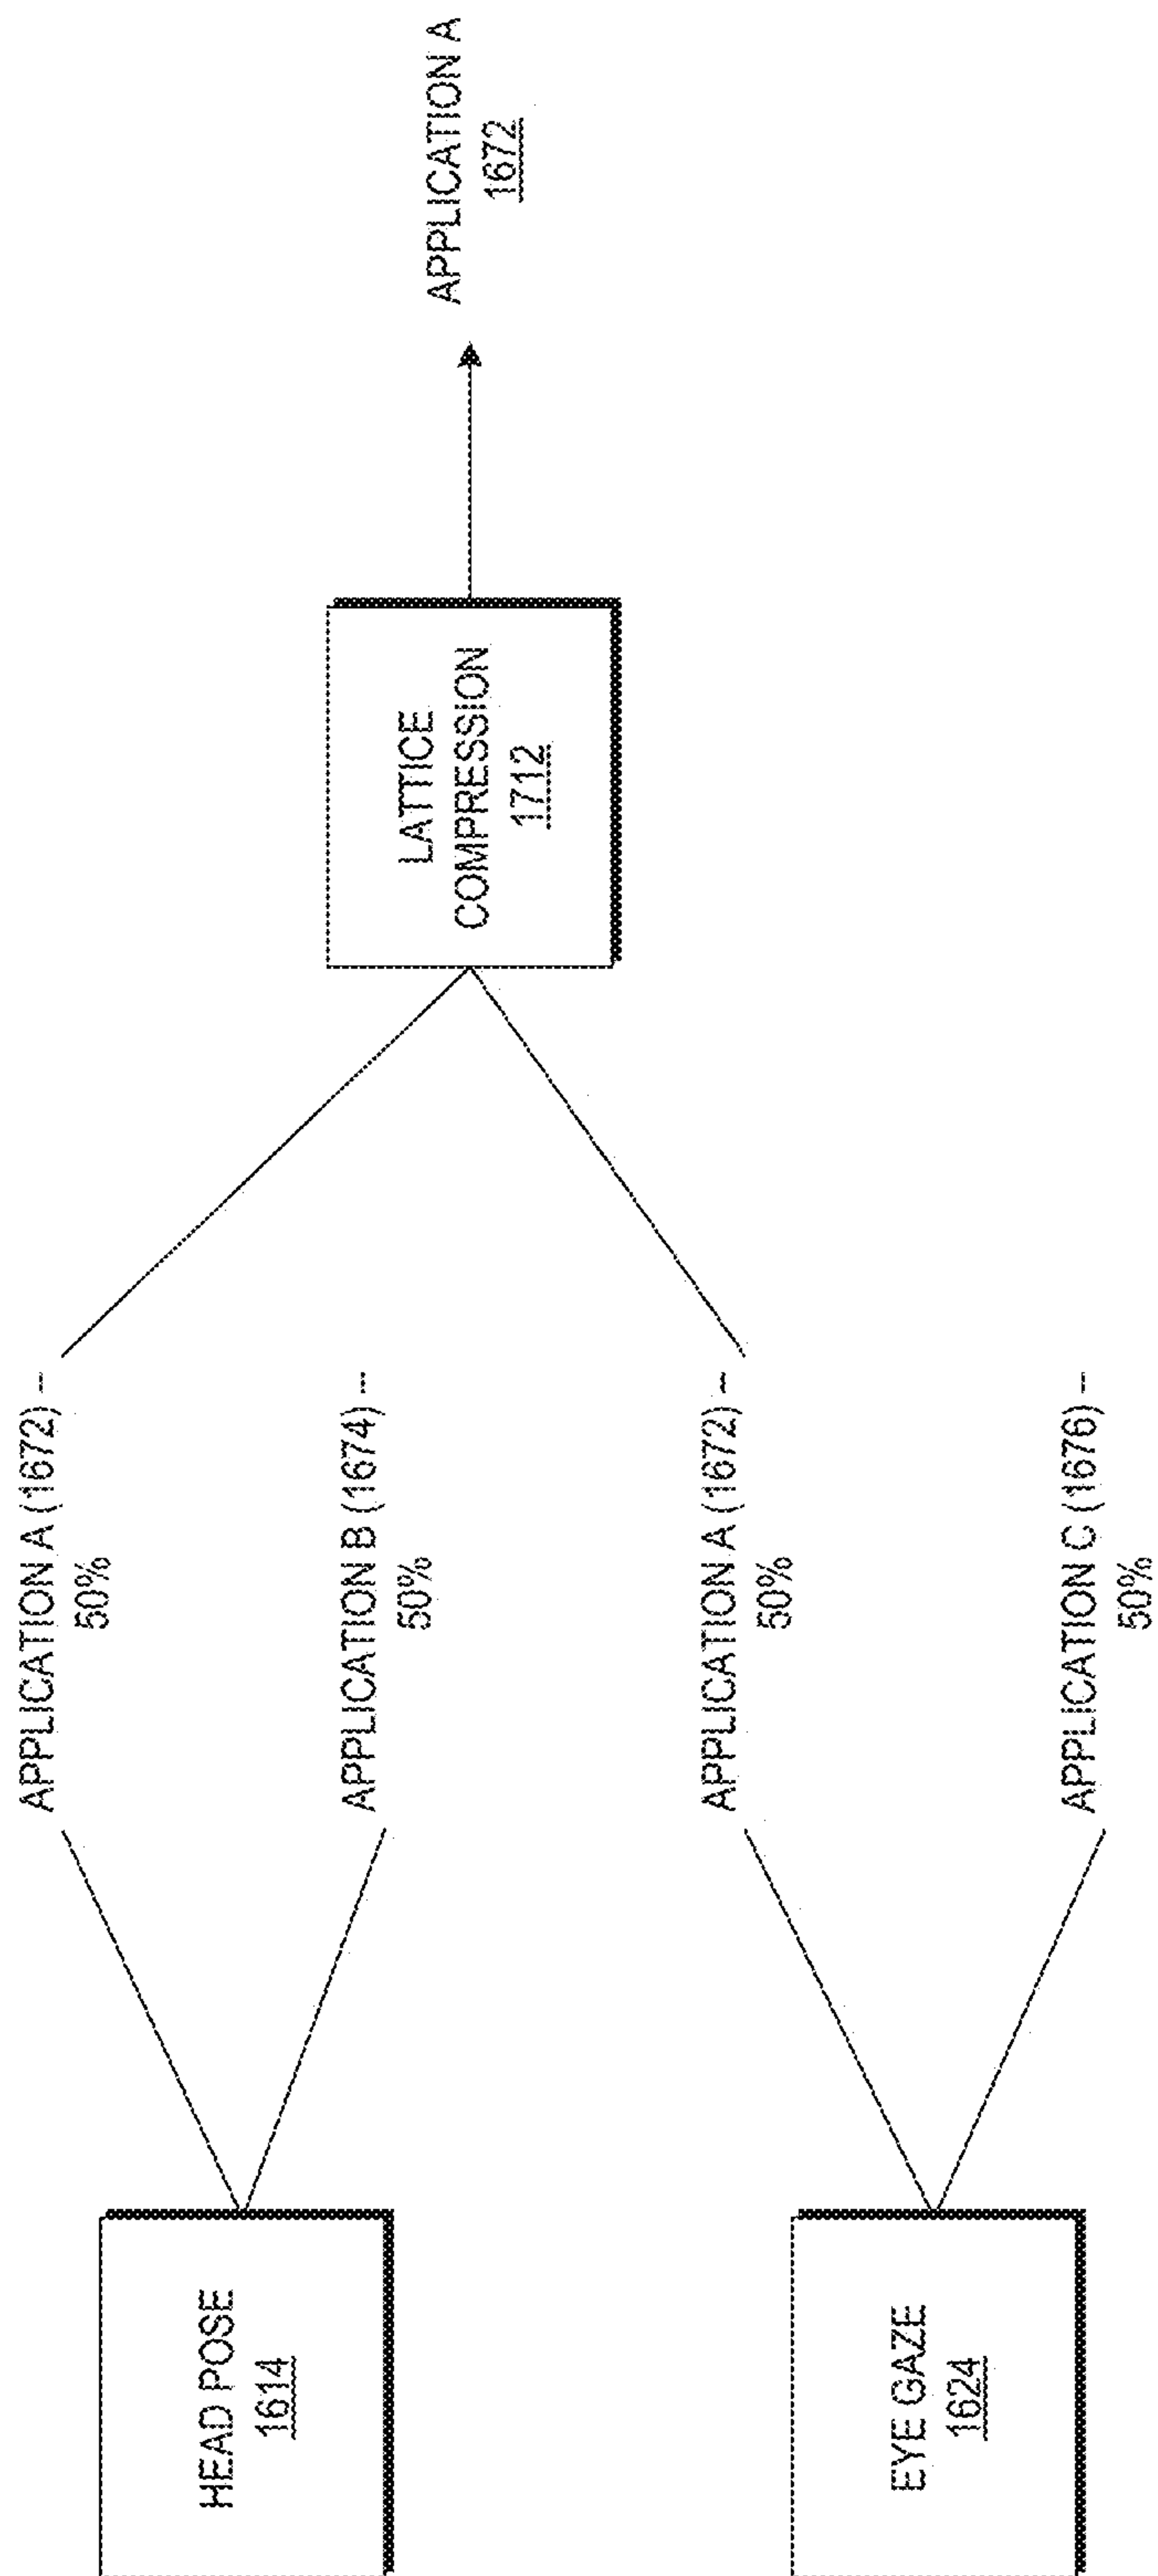 HEAD POSE
1614
EYE GAZE
1624
APPLICATION A (1672) --
50%
APPLICATION B (1674) --
50%
APPLICATION A (1672) --
50%
APPLICATION C (1676) --
50%
LATTICE
COMPRESSION
1712
APPLICATION A
1672